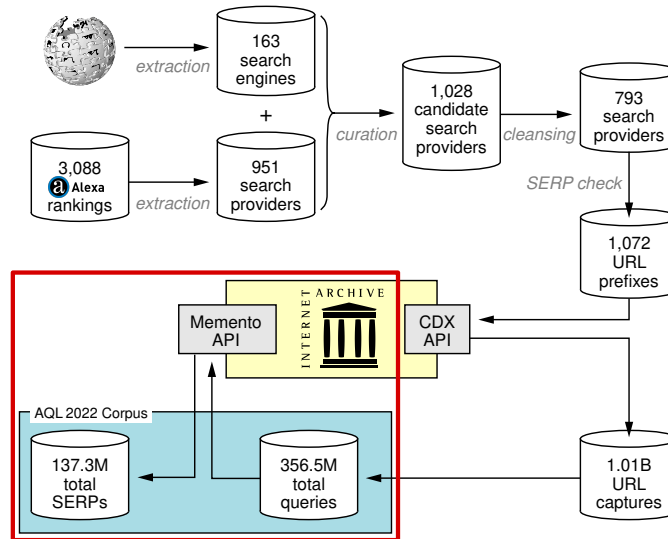 163
search
engines
extraction
+
3,088
a Alexa
rankings
extraction
951
search
providers
curation
1,028
candidate
search
providers
cleansing
793
search
providers
SERP check
1,072
URL
prefixes
Memento
API
INTERNET
ARCHIVE
CDX
API
AQL 2022 Corpus
137.3M
total
SERPs
356.5M
total
queries
1.01B
URL
captures